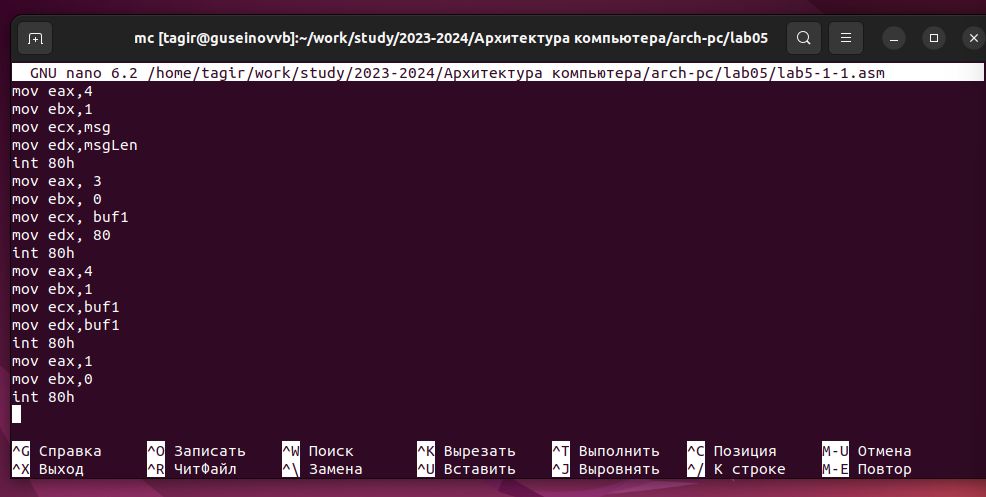 mc [tagir@guseinovvb]:~/work/study/2023-2024/Архитектура компьютера/arch-pc/lab05
GNU nano 6.2 /home/tagir/work/study/2023-2024/Архитектура компьютера/arch-pc/lab05/lab5-1-1.asm
mov eax,4
mov ebx,1
mov ecx,msg
mov edx,msgLen
int 80h
mov eax, 3
mov ebx, 0
mov ecx, buf1
mov edx, 80
int 80h
mov eax,4
mov ebx,1
mov ecx,buf1
mov edx,buf1
int 80h
mov eax,1
mov ebx,0
int 80h
^G Справка ^O Записать ^W Поиск ^K Вырезать ^T Выполнить ^C Позиция M-U Отмена
^X Выход ^R ЧитФайл ^\ Замена ^U Вставить ^J Выровнять ^/ К строке M-E Повтор